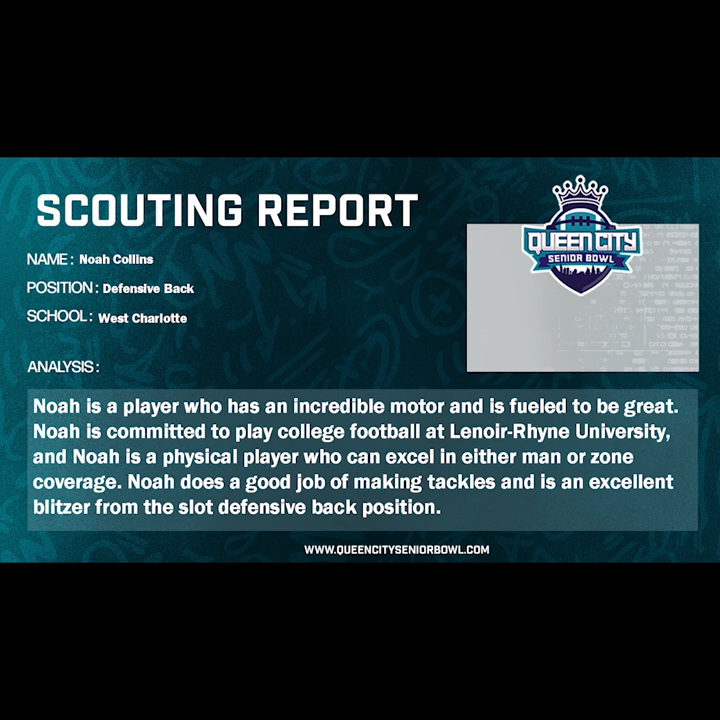 SCOUTING REPORT
QUEEN CITY
SENIOR BOWL
NAME: Noah Collins
POSITION: Defensive Back
SCHOOL: West Charlotte
ANALYSIS:
Noah is a player who has an incredible motor and is fueled to be great.
Noah is committed to play college football at Lenoir-Rhyne University,
and Noah is a physical player who can excel in either man or zone
coverage. Noah does a good job of making tackles and is an excellent
blitzer from the slot defensive back position.
WWW.QUEENCITYSENIORBOWL.COM